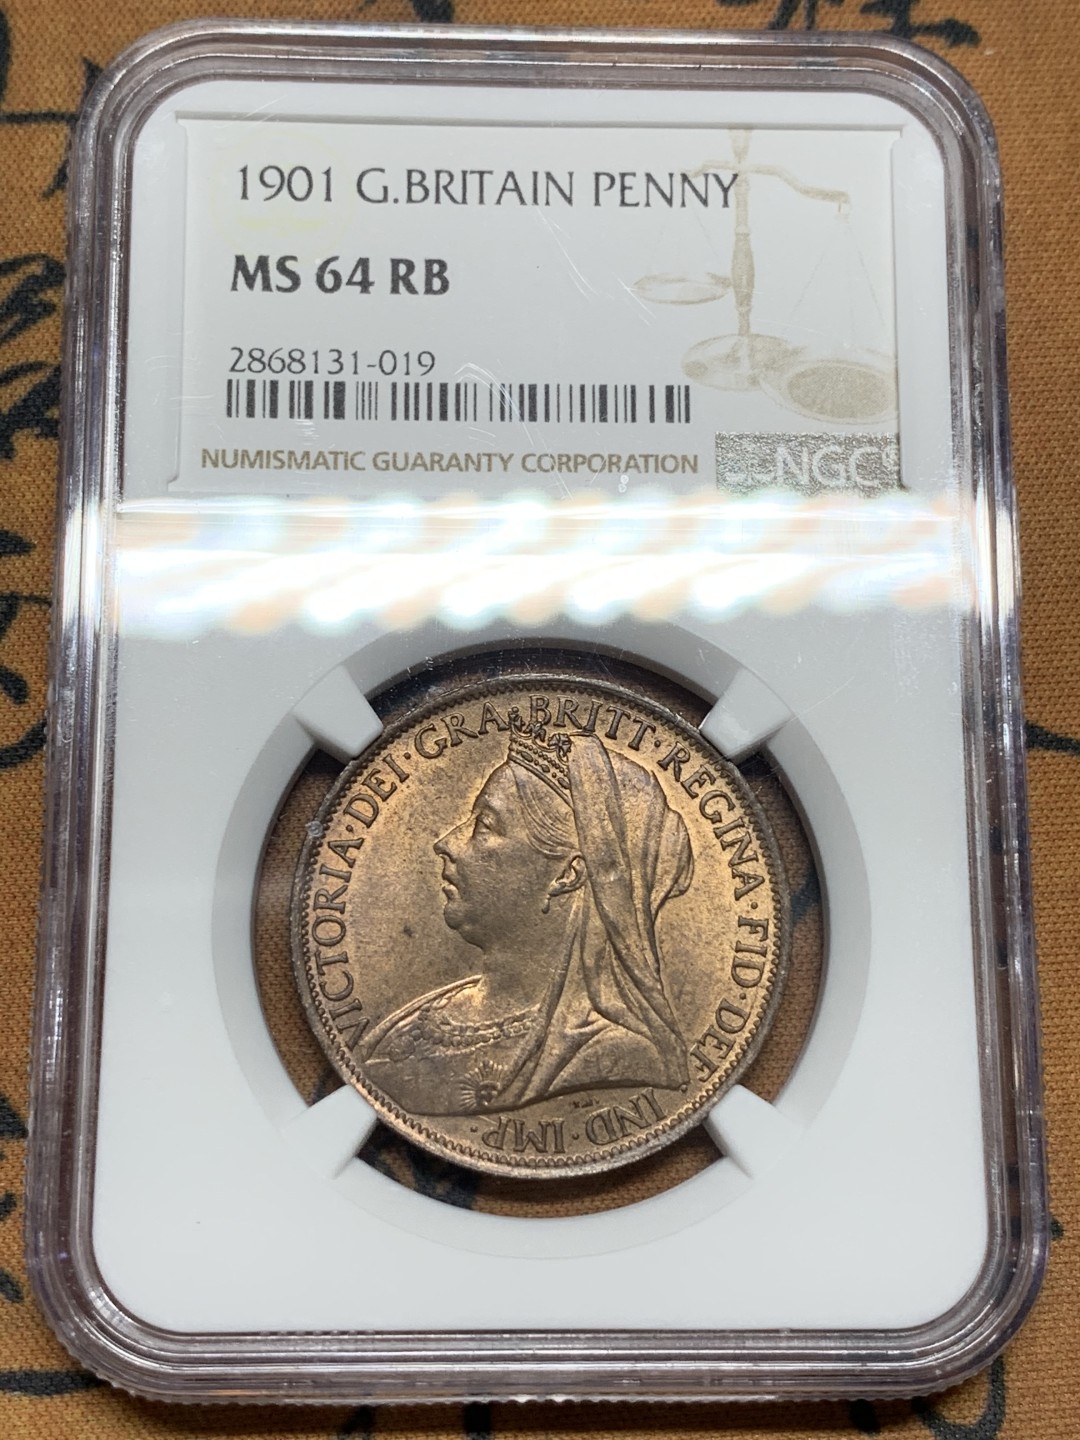 1901 G.BRITAIN PENNY
MS 64 RB
2868131-019
NUMISMATIC GUARANTY CORPORATION
NGC
VICTORIA·DEI·GRA·BRITT·REGINA·FID·DEF·
IND·IMP·